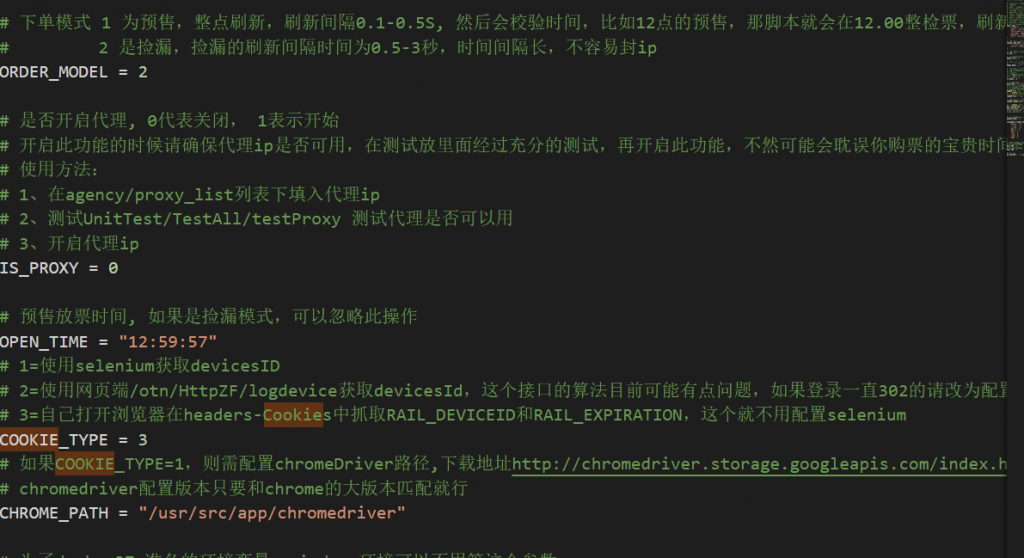 # 下单模式 1 为预售，整点刷新，刷新间隔0.1-0.5S, 然后会校验时间，比如12点的预售，那脚本就会在12.00整检票，刷新
#         2 是捡漏，捡漏的刷新间隔时间为0.5-3秒，时间间隔长，不容易封ip
ORDER_MODEL = 2
# 是否开启代理, 0代表关闭， 1表示开始
# 开启此功能的时候请确保代理ip是否可用，在测试放里面经过充分的测试，再开启此功能，不然可能会耽误你购票的宝贵时间
# 使用方法：
# 1、在agency/proxy_list列表下填入代理ip
# 2、测试UnitTest/TestAll/testProxy 测试代理是否可以用
# 3、开启代理ip
IS_PROXY = 0
# 预售放票时间, 如果是捡漏模式，可以忽略此操作
OPEN_TIME = "12:59:57"
# 1=使用selenium获取devicesID
# 2=使用网页端/otn/HttpZF/logdevice获取devicesId，这个接口的算法目前可能有点问题，如果登录一直302的请改为配置
# 3=自己打开浏览器在headers-Cookies中抓取RAIL_DEVICEID和RAIL_EXPIRATION，这个就不用配置selenium
COOKIE_TYPE = 3
# 如果COOKIE_TYPE=1，则需配置chromeDriver路径,下载地址http://chromedriver.storage.googleapis.com/index.h
# chromedriver配置版本只要和chrome的大版本匹配就行
CHROME_PATH = "/usr/src/app/chromedriver"